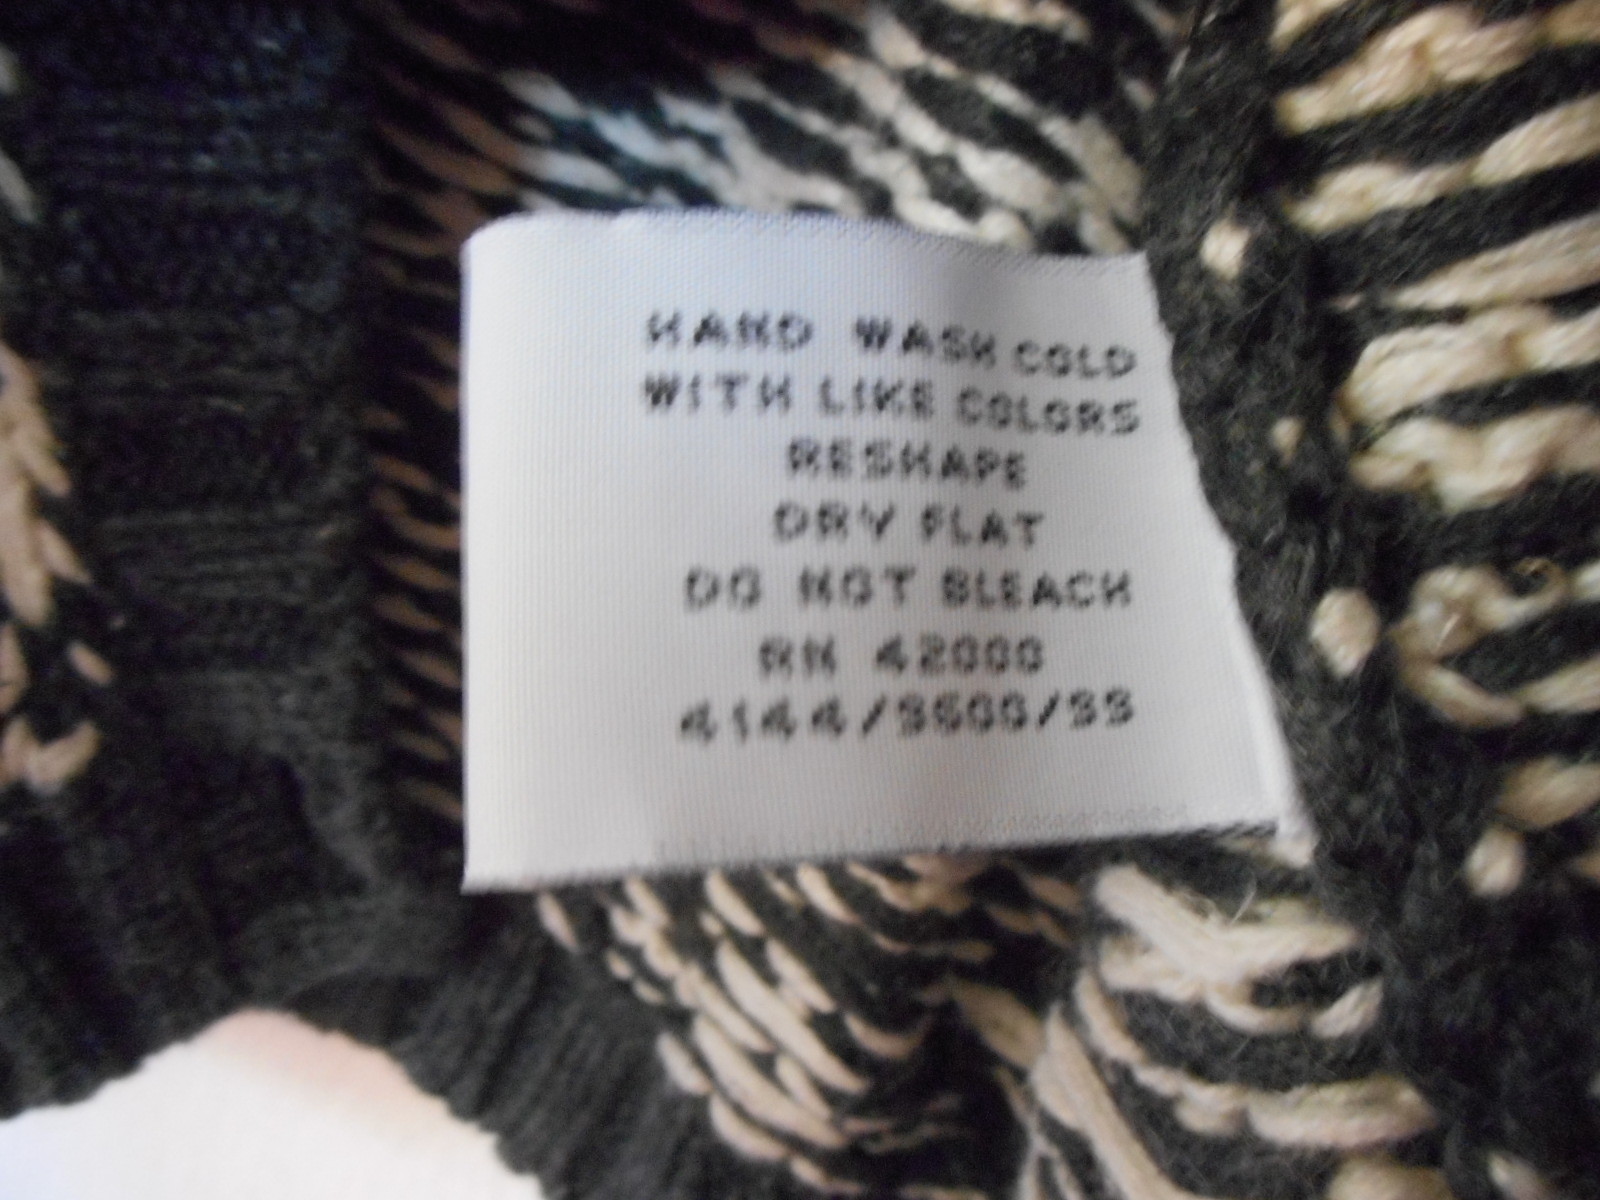 HAND WASH COLD
WITH LIKE COLORS
RESHAPE
DRY FLAT
DO NOT BLEACH
RN 42000